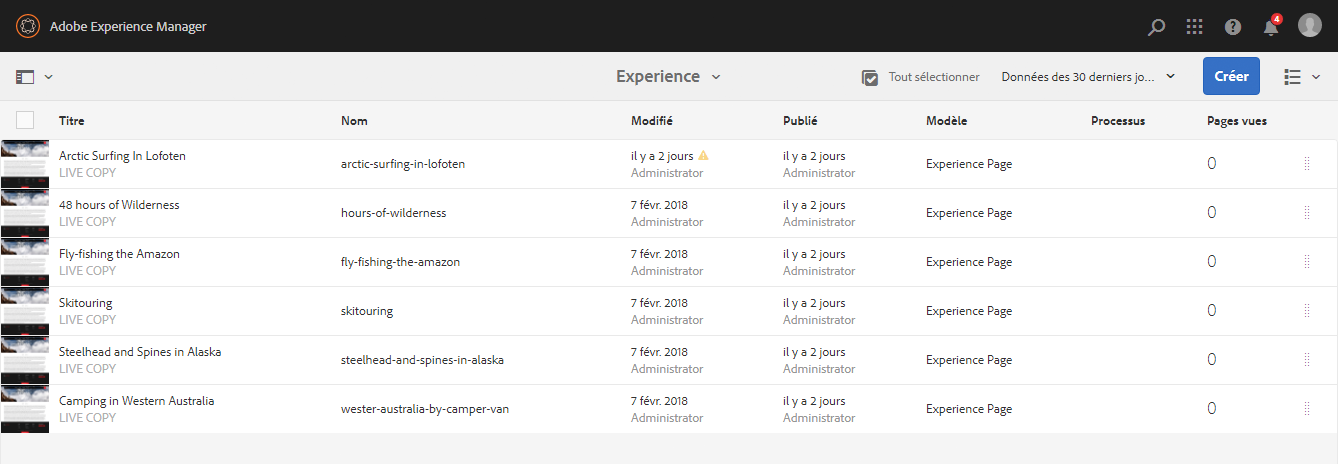 Adobe Experience Manager
4
Experience
Tout sélectionner
Données des 30 derniers jo...
Créer
Titre Nom Modifié Publié Modèle Processus Pages vues
Arctic Surfing In Lofoten
LIVE COPY
arctic-surfing-in-lofoten
il y a 2 jours
Administrator
il y a 2 jours
Administrator
Experience Page
0
48 hours of Wilderness
LIVE COPY
hours-of-wilderness
7 févr. 2018
Administrator
il y a 2 jours
Administrator
Experience Page
0
Fly-fishing the Amazon
LIVE COPY
fly-fishing-the-amazon
7 févr. 2018
Administrator
il y a 2 jours
Administrator
Experience Page
0
Skitouring
LIVE COPY
skitouring
7 févr. 2018
Administrator
il y a 2 jours
Administrator
Experience Page
0
Steelhead and Spines in Alaska
LIVE COPY
steelhead-and-spines-in-alaska
7 févr. 2018
Administrator
il y a 2 jours
Administrator
Experience Page
0
Camping in Western Australia
LIVE COPY
wester-australia-by-camper-van
7 févr. 2018
Administrator
il y a 2 jours
Administrator
Experience Page
0